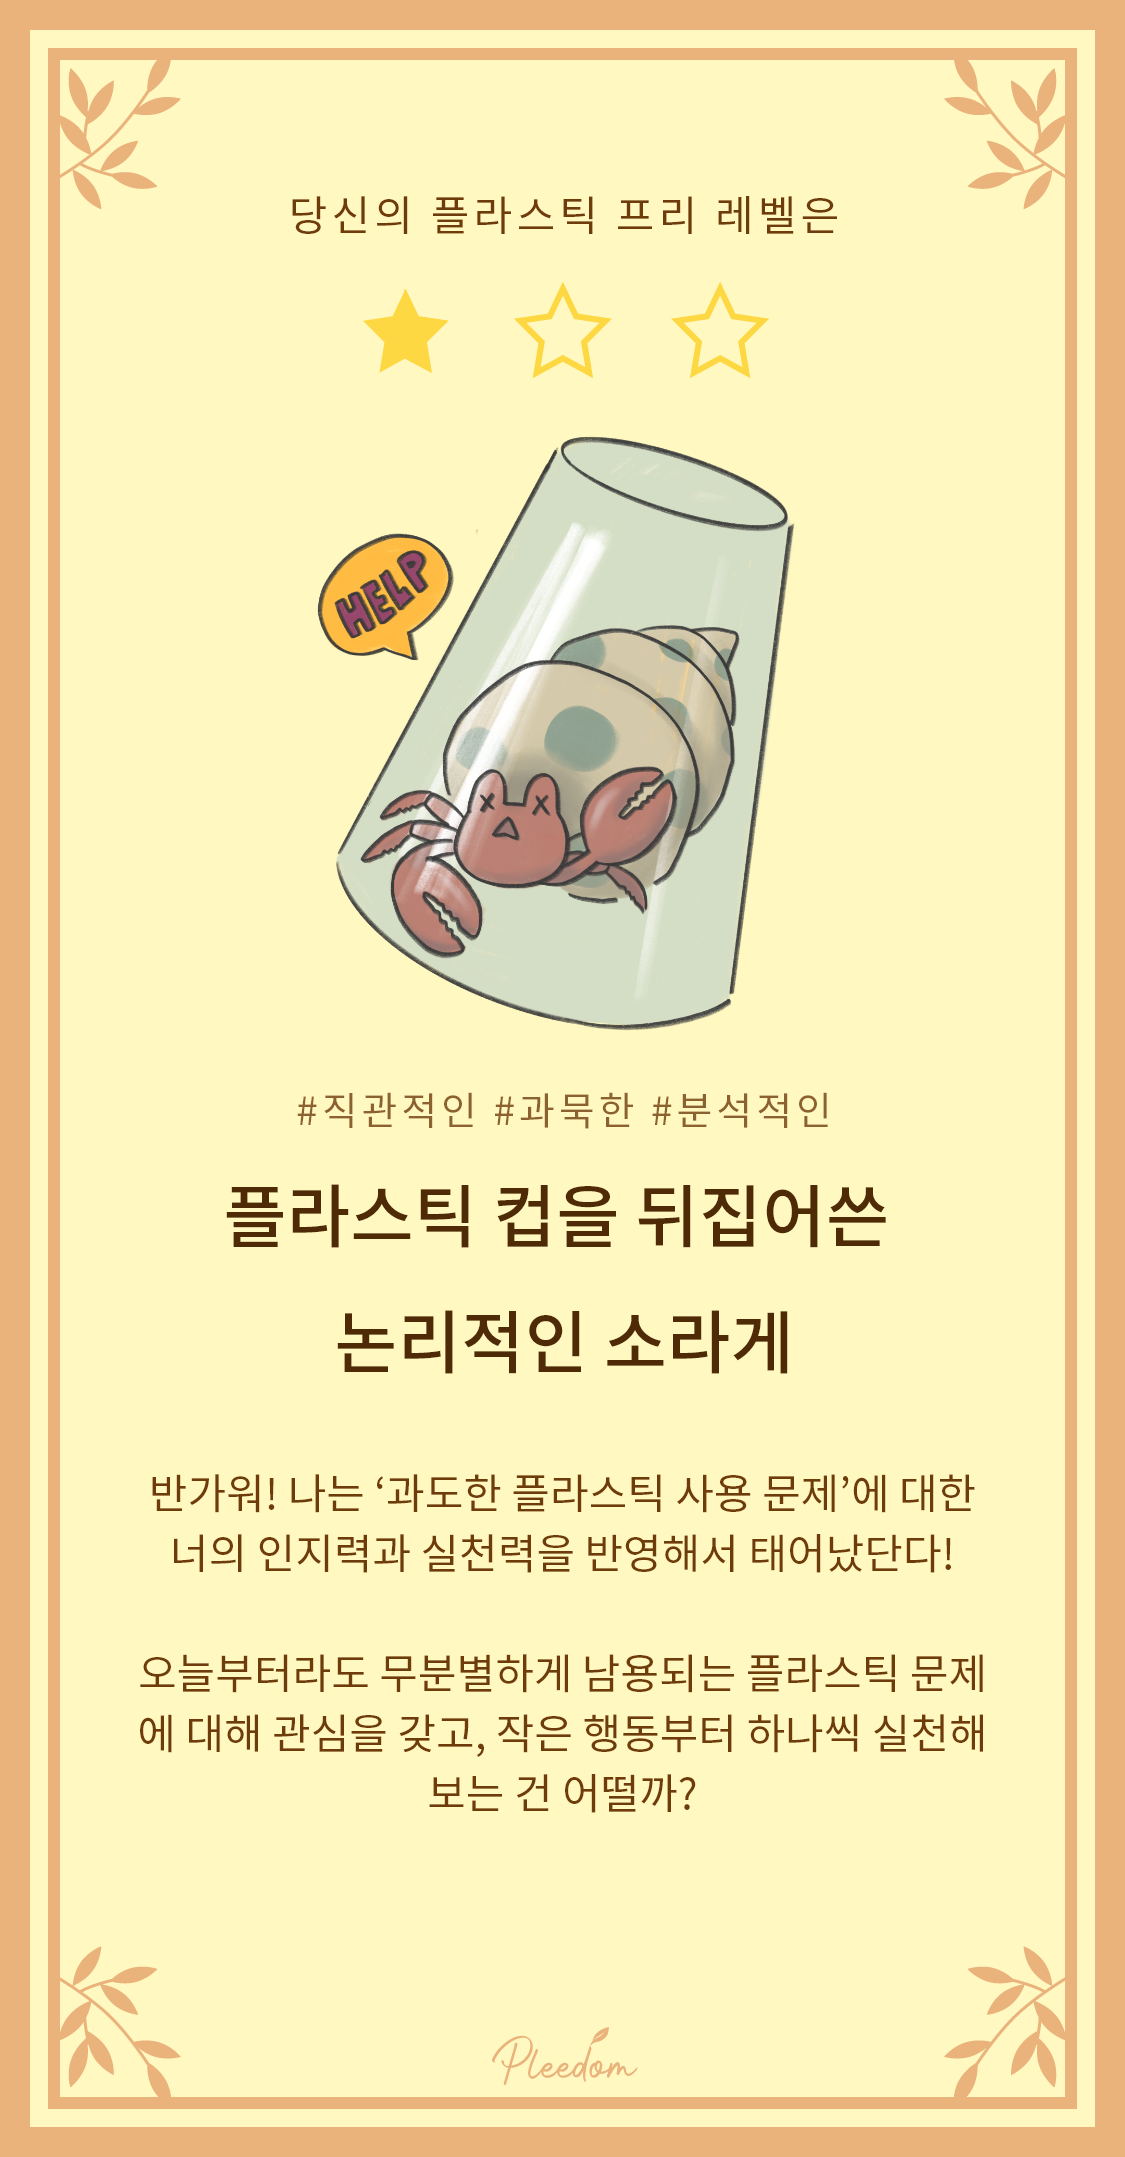 당신의 플라스틱 프리 레벨은
HELP
#직관적인 #과묵한 #분석적인
플라스틱 컵을 뒤집어쓴
논리적인 소라게
반가워! 나는 ‘과도한 플라스틱 사용 문제’에 대한
너의 인지력과 실천력을 반영해서 태어났단다!
오늘부터라도 무분별하게 남용되는 플라스틱 문제
에 대해 관심을 갖고, 작은 행동부터 하나씩 실천해
보는 건 어떨까?
Pleedom